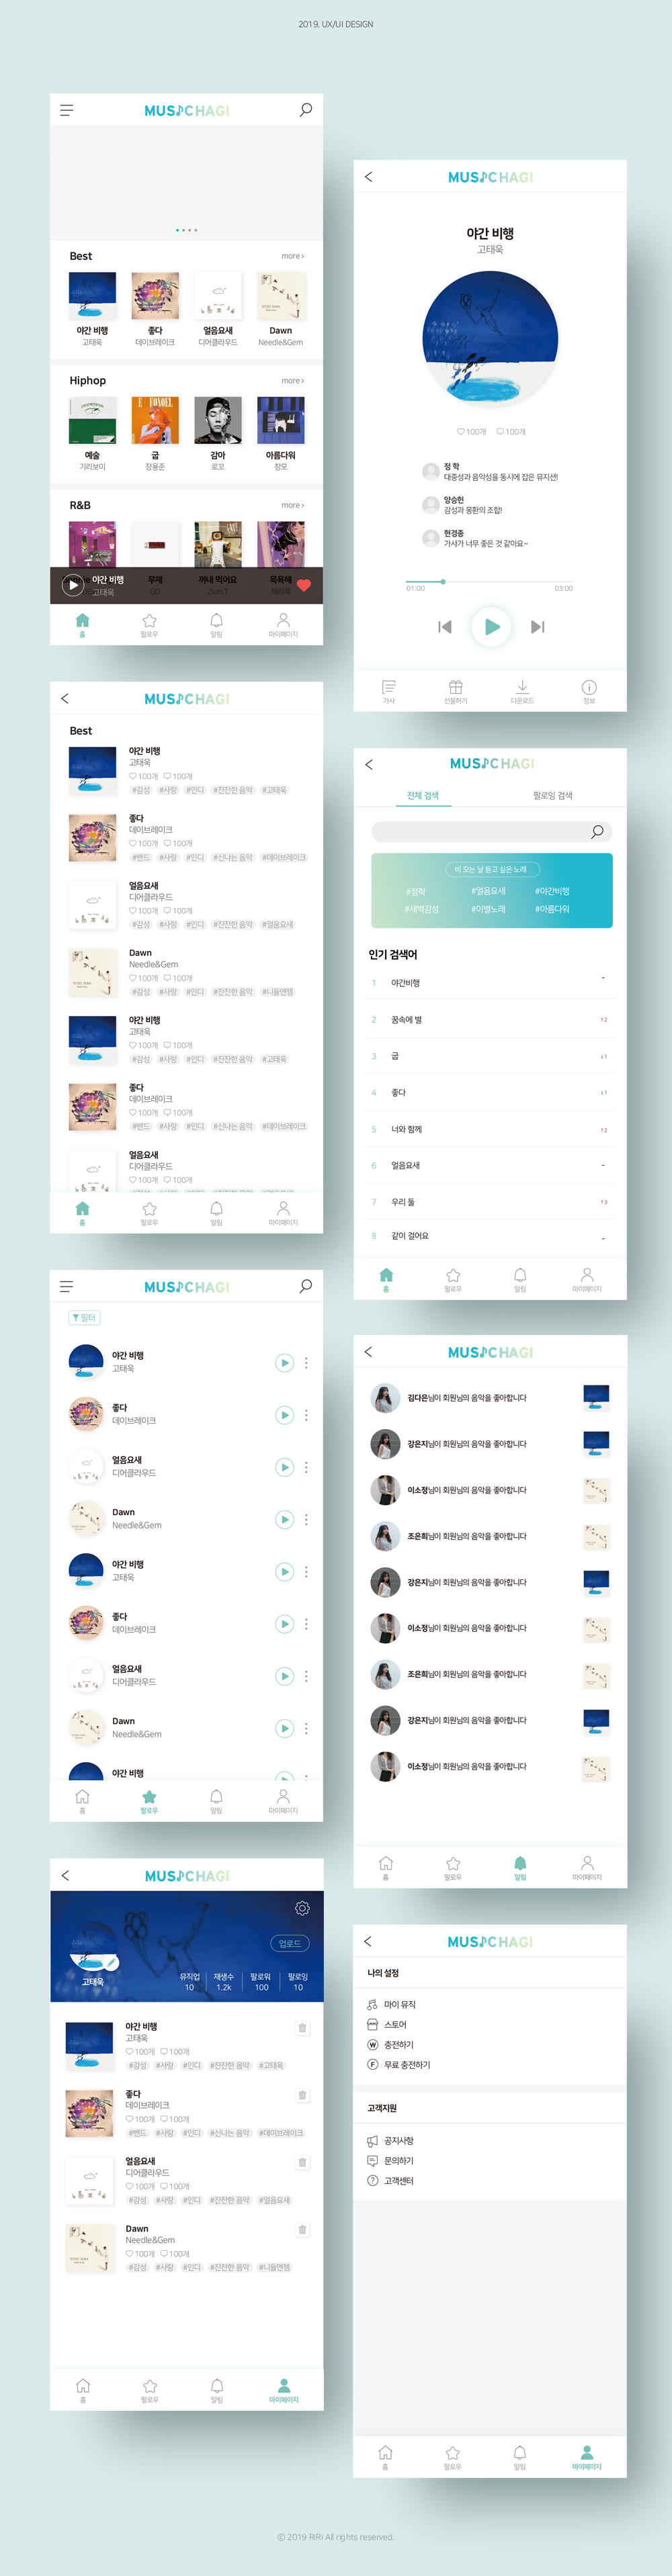 2019. UX/UI DESIGN
MUSICHAGI
Best
more >
야간 비행
고태욱
좋다
데이브레이크
얼음요새
디어클라우드
Dawn
Needle&Gem
Hiphop
more >
예술
기리보이
굽
장용준
감아
로꼬
아름다워
창모
R&B
more >
무제
GD
꺼내 먹어요
Zion.T
목욕해
야간 비행
고태욱
홈
팔로우
알림
마이페이지
MUSICHAGI
야간 비행
고태욱
100개 100개
정 학
대중성과 음악성을 동시에 잡은 뮤지션!
양승헌
감성과 몽환의 조합!
현경종
가사가 너무 좋은 것 같아요~
01:00 03:00
가사
선물하기
다운로드
정보
MUSICHAGI
Best
야간 비행
고태욱
100개 100개
#감성 #사랑 #인디 #잔잔한 음악 #고태욱
좋다
데이브레이크
100개 100개
#밴드 #사랑 #인디 #신나는 음악 #데이브레이크
얼음요새
디어클라우드
100개 100개
#감성 #사랑 #인디 #잔잔한 음악 #얼음요새
Dawn
Needle&Gem
100개 100개
#감성 #사랑 #인디 #잔잔한 음악 #니들앤젬
야간 비행
고태욱
100개 100개
#감성 #사랑 #인디 #잔잔한 음악 #고태욱
좋다
데이브레이크
100개 100개
#밴드 #사랑 #인디 #신나는 음악 #데이브레이크
얼음요새
디어클라우드
100개 100개
홈
팔로우
알림
마이페이지
MUSICHAGI
전체 검색
팔로잉 검색
비 오는 날 듣고 싶은 노래
#정학 #얼음요새 #야간비행
#새벽감성 #이별노래 #아름다워
인기 검색어
1 야간비행 -
2 꿈속에 별 ↑2
3 굽 ↓1
4 좋다 ↓1
5 너와 함께 ↑2
6 얼음요새 -
7 우리 둘 ↑3
8 같이 걸어요 -
홈
팔로우
알림
마이페이지
MUSICHAGI
필터
야간 비행
고태욱
좋다
데이브레이크
얼음요새
디어클라우드
Dawn
Needle&Gem
야간 비행
고태욱
좋다
데이브레이크
얼음요새
디어클라우드
Dawn
Needle&Gem
야간 비행
홈
팔로우
알림
마이페이지
MUSICHAGI
김다은님이 회원님의 음악을 좋아합니다
강은지님이 회원님의 음악을 좋아합니다
이소정님이 회원님의 음악을 좋아합니다
조은희님이 회원님의 음악을 좋아합니다
강은지님이 회원님의 음악을 좋아합니다
이소정님이 회원님의 음악을 좋아합니다
조은희님이 회원님의 음악을 좋아합니다
강은지님이 회원님의 음악을 좋아합니다
이소정님이 회원님의 음악을 좋아합니다
홈
팔로우
알림
마이페이지
MUSICHAGI
업로드
고태욱
뮤직업 재생수 팔로워 팔로잉
10 1.2k 100 10
야간 비행
고태욱
100개 100개
#감성 #사랑 #인디 #잔잔한 음악 #고태욱
좋다
데이브레이크
100개 100개
#밴드 #사랑 #인디 #신나는 음악 #데이브레이크
얼음요새
디어클라우드
100개 100개
#감성 #사랑 #인디 #잔잔한 음악 #얼음요새
Dawn
Needle&Gem
100개 100개
#감성 #사랑 #인디 #잔잔한 음악 #니들앤젬
홈
팔로우
알림
마이페이지
MUSICHAGI
나의 설정
마이 뮤직
스토어
충전하기
무료 충전하기
고객지원
공지사항
문의하기
고객센터
홈
팔로우
알림
마이페이지
ⓒ 2019 RiRi All rights reserved.